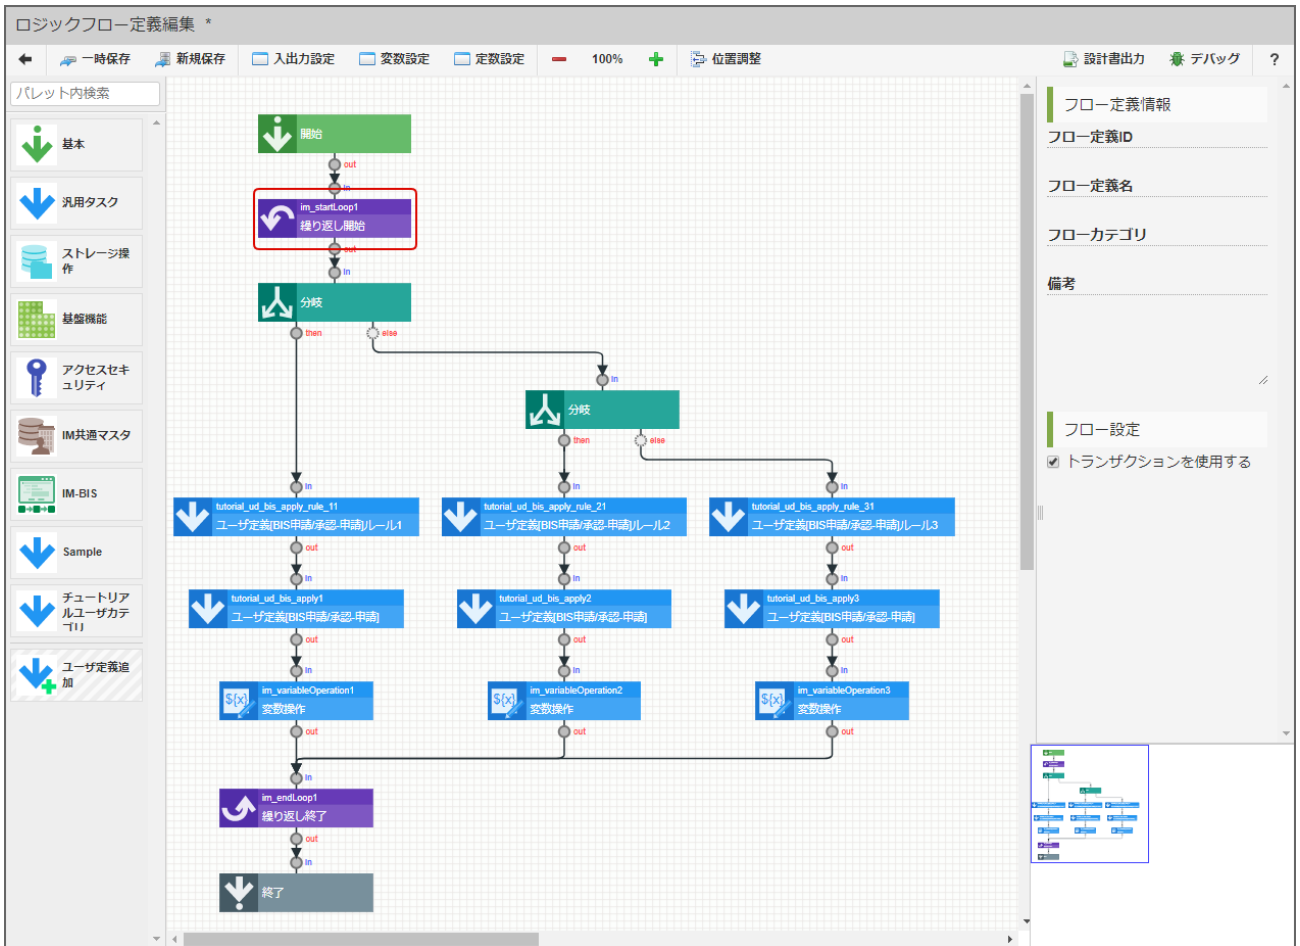 ロジックフロー定義編集 *
一時保存 新規保存 入出力設定 変数設定 定数設定 100% 位置調整 設計書出力 デバッグ ?
パレット内検索
基本
汎用タスク
ストレージ操
作
基盤機能
アクセスセキ
ュリティ
IM共通マスタ
IM-BIS
Sample
チュートリア
ルユーザカテ
ゴリ
ユーザ定義追
加
開始
out
in
im_startLoop1
繰り返し開始
out
in
分岐
then else
in
分岐
then else
in in in
tutorial_ud_bis_apply_rule_11 tutorial_ud_bis_apply_rule_21 tutorial_ud_bis_apply_rule_31
ユーザ定義[BIS申請/承認-申請]ルール1 ユーザ定義[BIS申請/承認-申請]ルール2 ユーザ定義[BIS申請/承認-申請]ルール3
out out out
in in in
tutorial_ud_bis_apply1 tutorial_ud_bis_apply2 tutorial_ud_bis_apply3
ユーザ定義[BIS申請/承認-申請] ユーザ定義[BIS申請/承認-申請] ユーザ定義[BIS申請/承認-申請]
out out out
in in in
${x} im_variableOperation1 ${x} im_variableOperation2 ${x} im_variableOperation3
変数操作 変数操作 変数操作
out out out
in
im_endLoop1
繰り返し終了
out
in
終了
フロー定義情報
フロー定義ID
フロー定義名
フローカテゴリ
備考
フロー設定
トランザクションを使用する